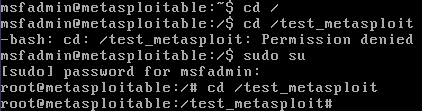 msfadmin@metasploitable:~$ cd /
msfadmin@metasploitable:/$ cd /test_metasploit
-bash: cd: /test_metasploit: Permission denied
msfadmin@metasploitable:/$ sudo su
[sudo] password for msfadmin:
root@metasploitable:/# cd /test_metasploit
root@metasploitable:/test_metasploit#